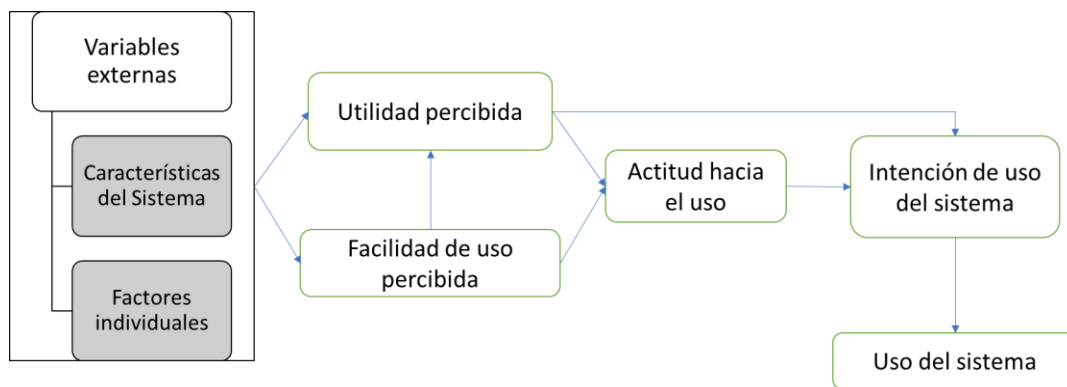 Variables
externas
Característícas
del Sistema
Factores
individuales
Utilidad percibida
Facilidad de uso
percibida
Actitud hacia
el uso
Intención de uso
del sistema
Uso del sistema